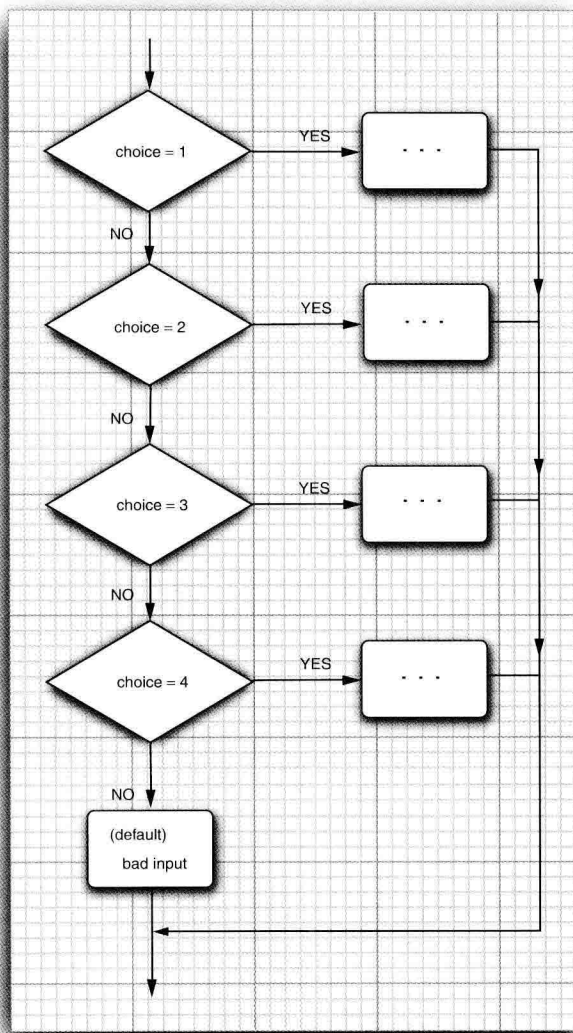 choice = 1
YES
. . .
NO
choice = 2
YES
. . .
NO
choice = 3
YES
. . .
NO
choice = 4
YES
. . .
NO
(default)
bad input